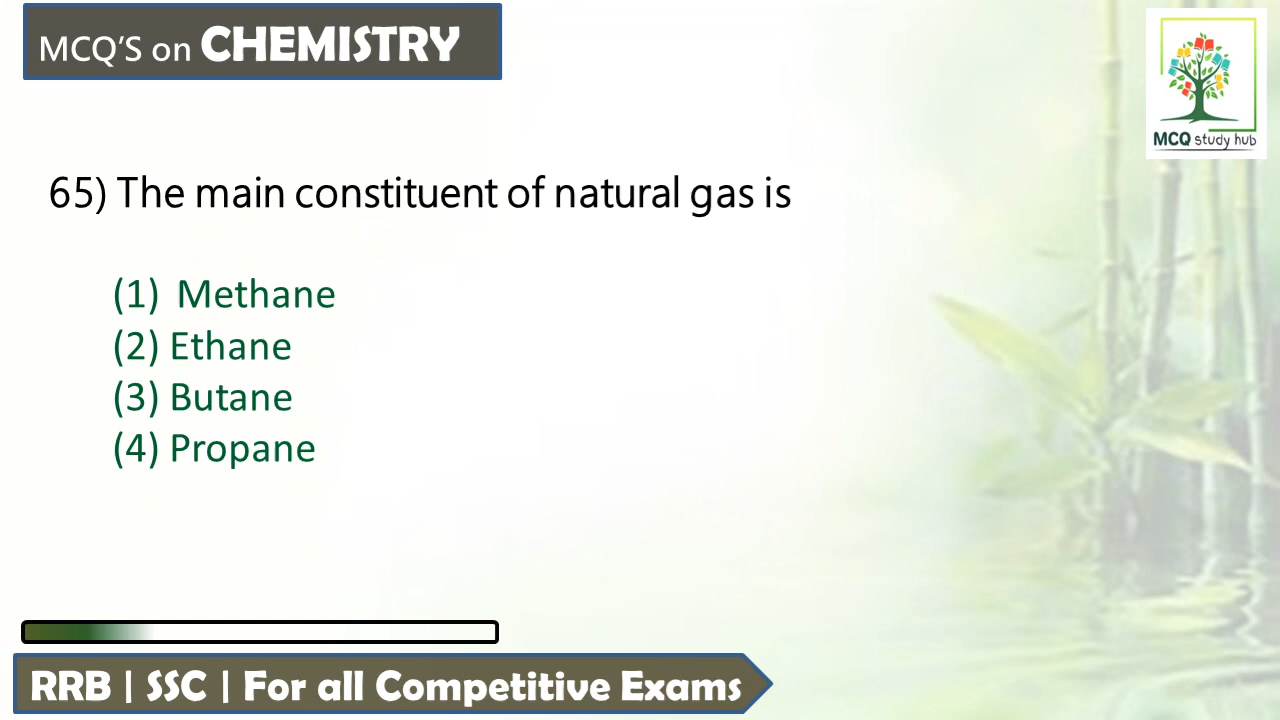 MCQ'S on CHEMISTRY
MCQ study hub
65) The main constituent of natural gas is
(1) Methane
(2) Ethane
(3) Butane
(4) Propane
RRB | SSC | For all Competitive Exams